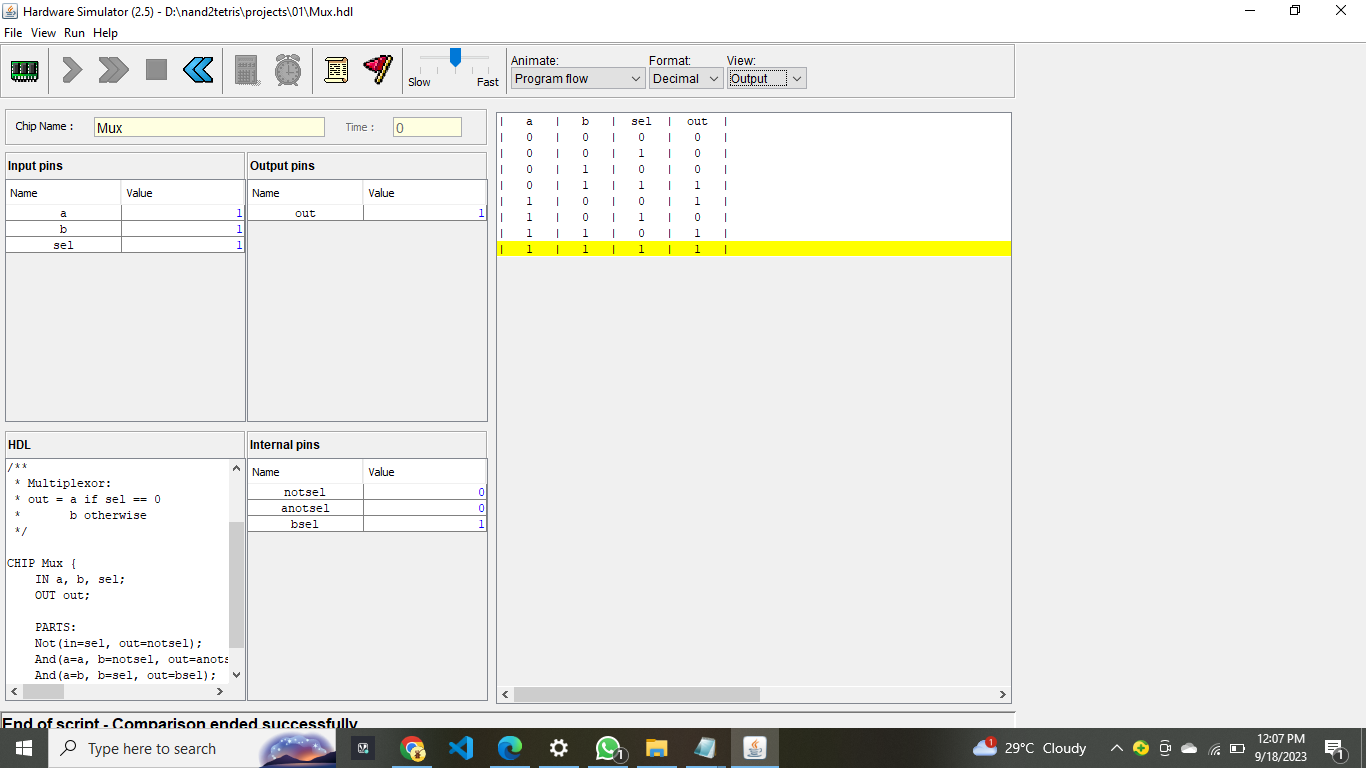 Hardware Simulator (2.5) - D:\nand2tetris\projects\01\Mux.hdl
File View Run Help
Slow Fast
Animate: Format: View:
Program flow Decimal Output
Chip Name : Mux Time : 0
Input pins
Name Value
a 1
b 1
sel 1
Output pins
Name Value
out 1
HDL
/**
* Multiplexor:
* out = a if sel == 0
* b otherwise
*/
CHIP Mux {
IN a, b, sel;
OUT out;
PARTS:
Not(in=sel, out=notsel);
And(a=a, b=notsel, out=anots
And(a=b, b=sel, out=bsel);
Internal pins
Name Value
notsel 0
anotsel 0
bsel 1
| a | b | sel | out |
| 0 | 0 | 0 | 0 |
| 0 | 0 | 1 | 0 |
| 0 | 1 | 0 | 0 |
| 0 | 1 | 1 | 1 |
| 1 | 0 | 0 | 1 |
| 1 | 0 | 1 | 0 |
| 1 | 1 | 0 | 1 |
| 1 | 1 | 1 | 1 |
End of script - Comparison ended successfully
Type here to search
1
1
29°C Cloudy
12:07 PM
9/18/2023
1